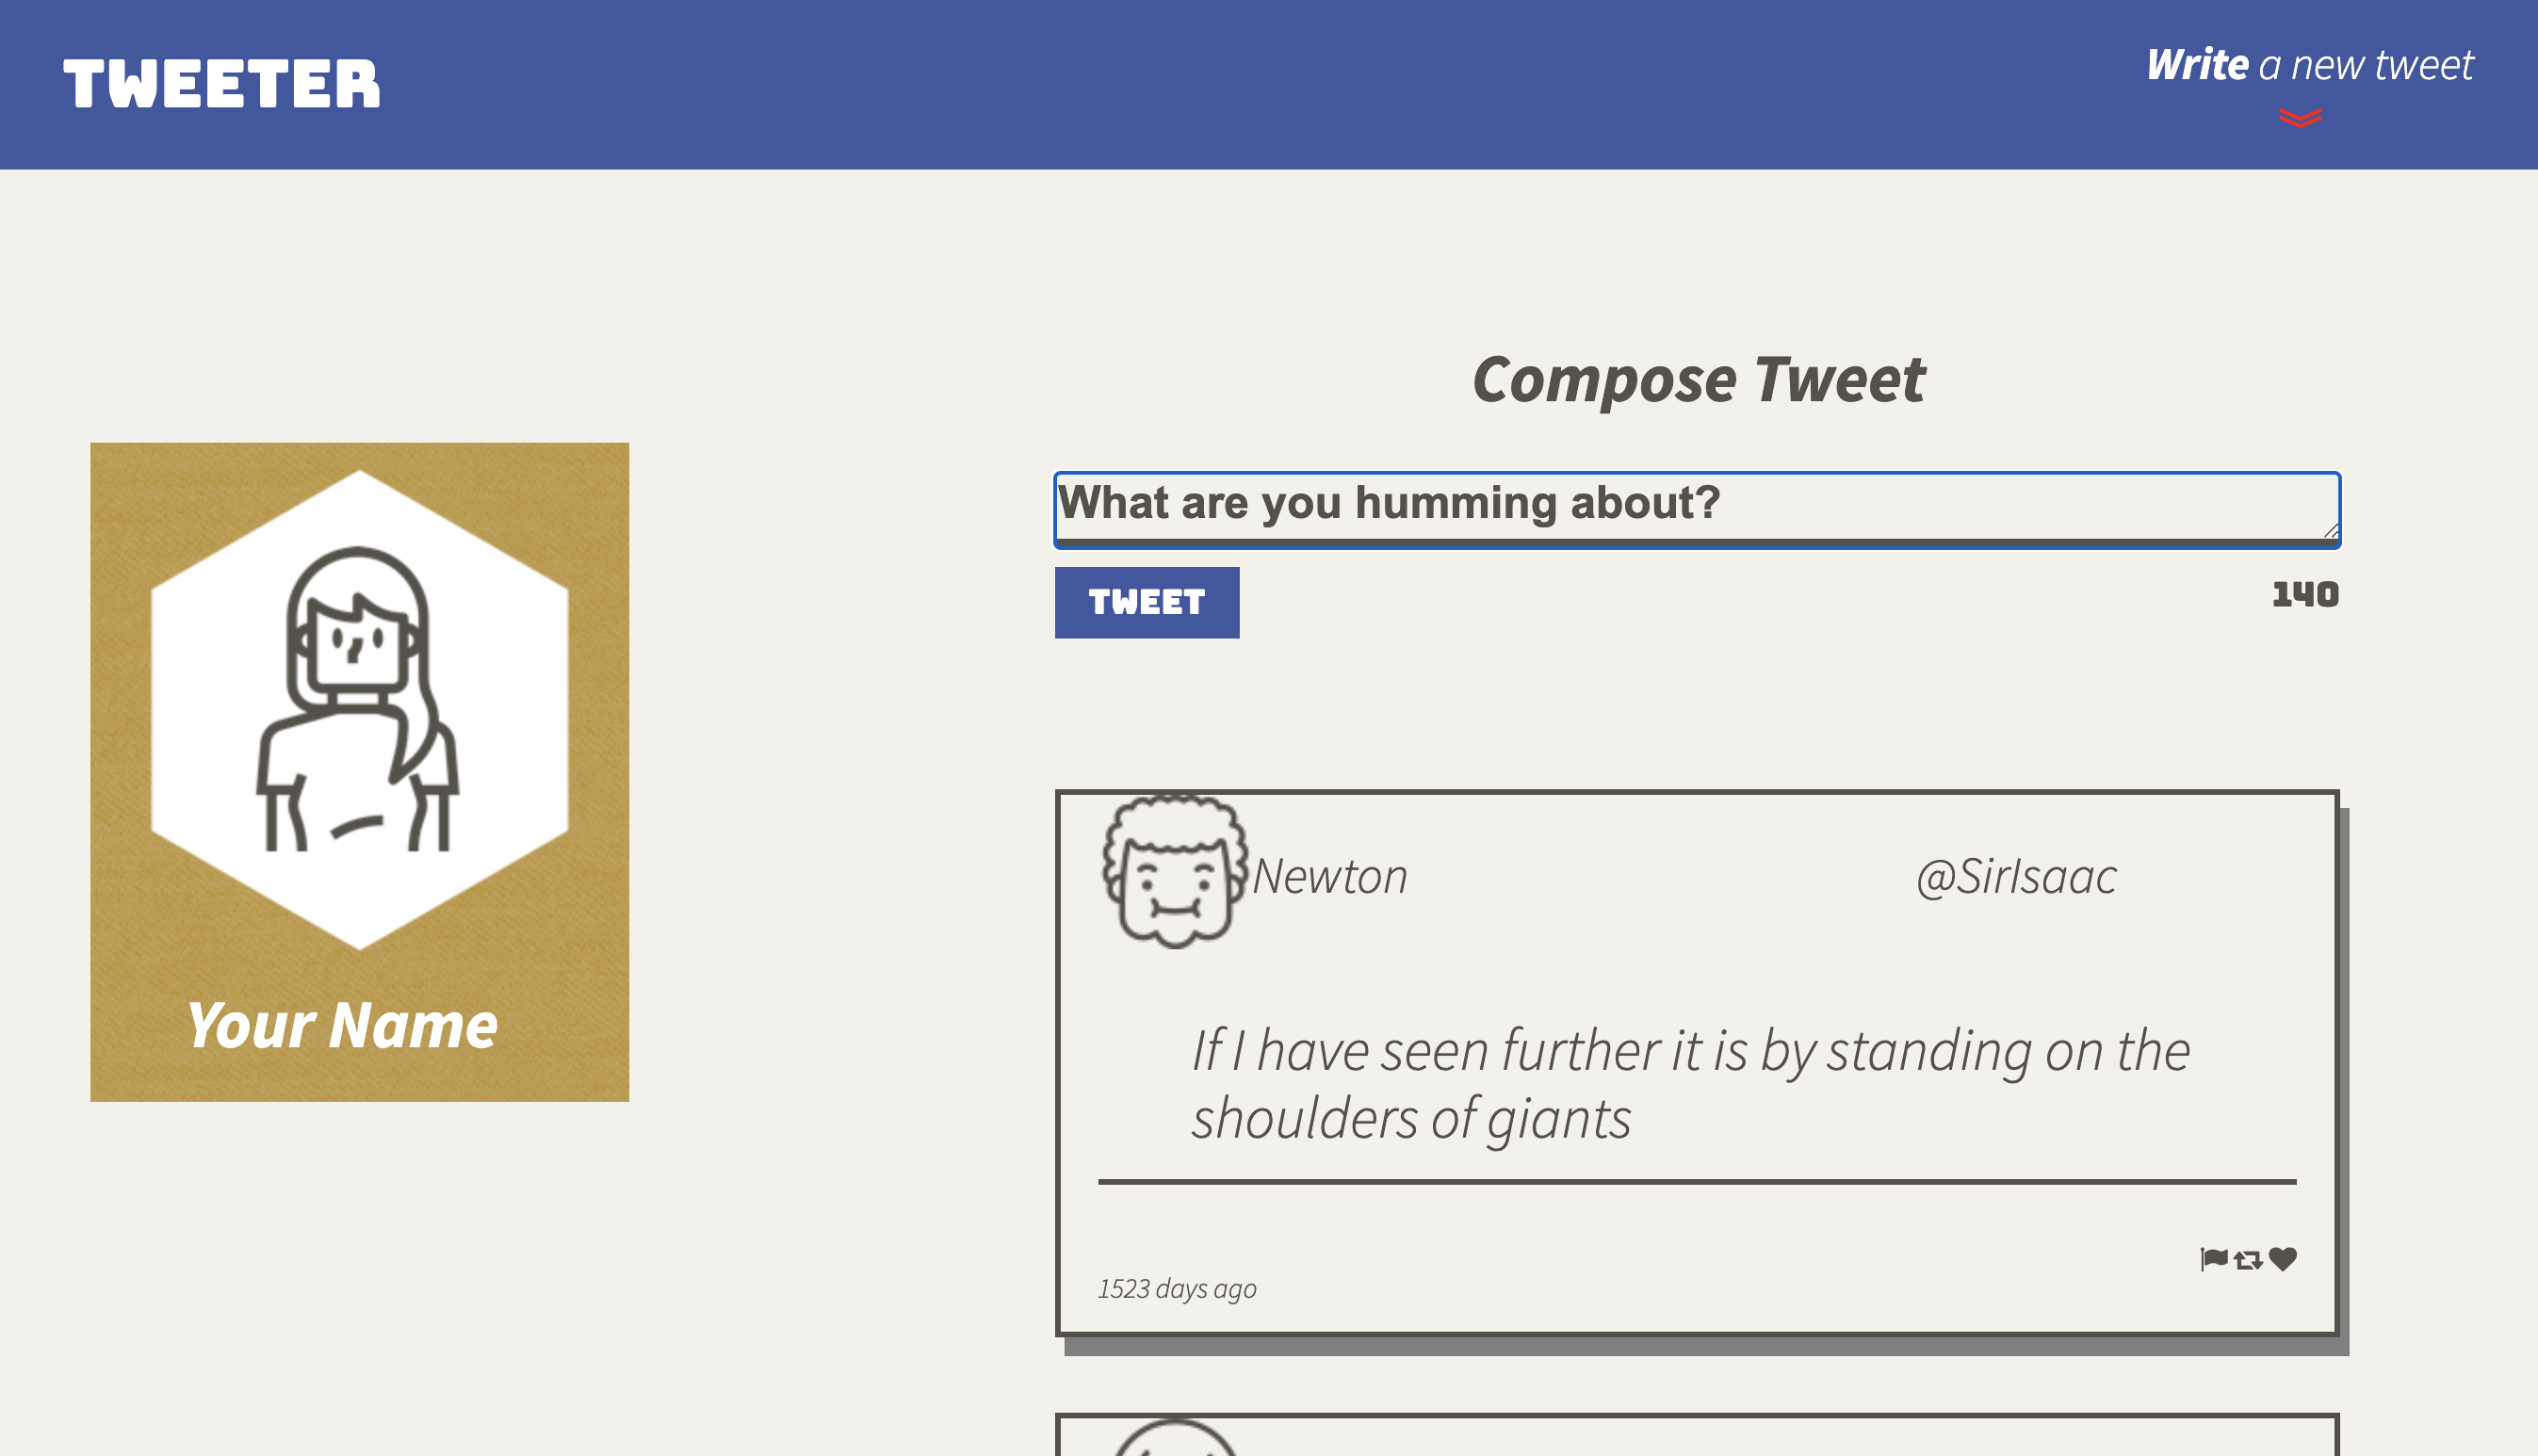 TWEETER
Write a new tweet
Compose Tweet
What are you humming about?
TWEET
140
Your Name
Newton
@SirIsaac
If I have seen further it is by standing on the
shoulders of giants
1523 days ago